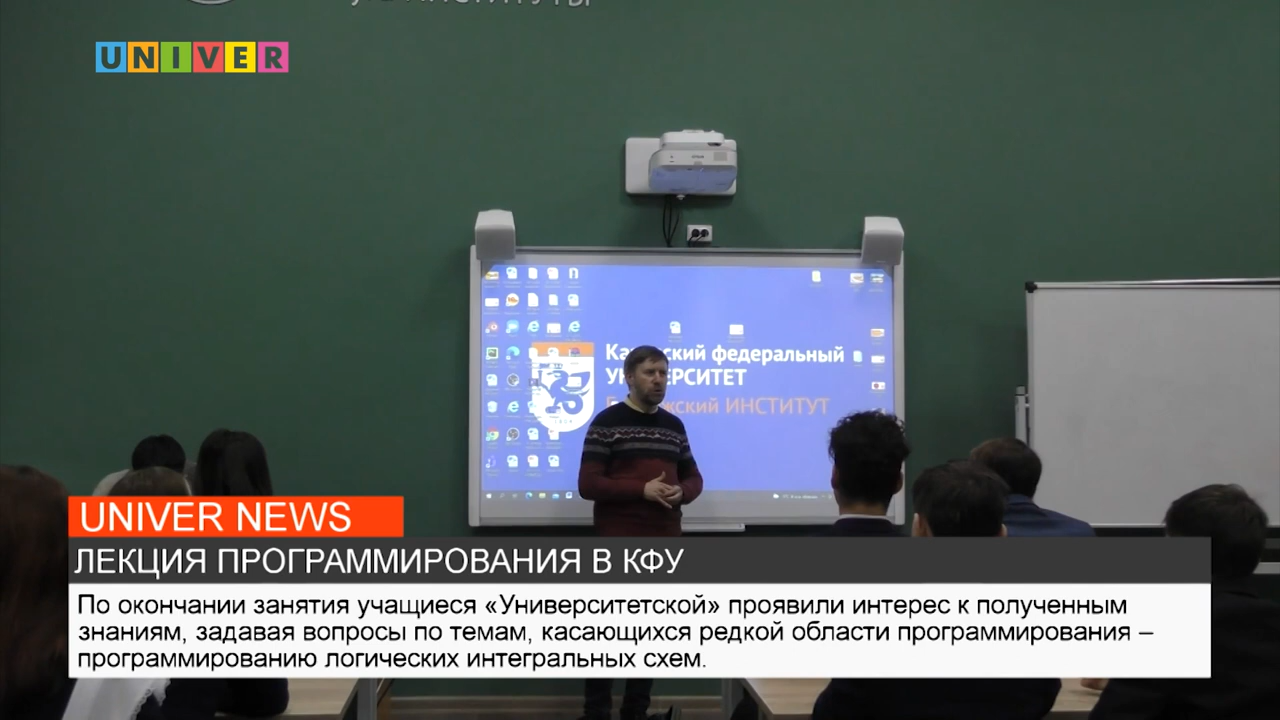 UNIVER
Казанский федеральный
УНИВЕРСИТЕТ
ИНСТИТУТ
UNIVER NEWS
ЛЕКЦИЯ ПРОГРАММИРОВАНИЯ В КФУ
По окончании занятия учащиеся «Университетской» проявили интерес к полученным
знаниям, задавая вопросы по темам, касающихся редкой области программирования –
программированию логических интегральных схем.